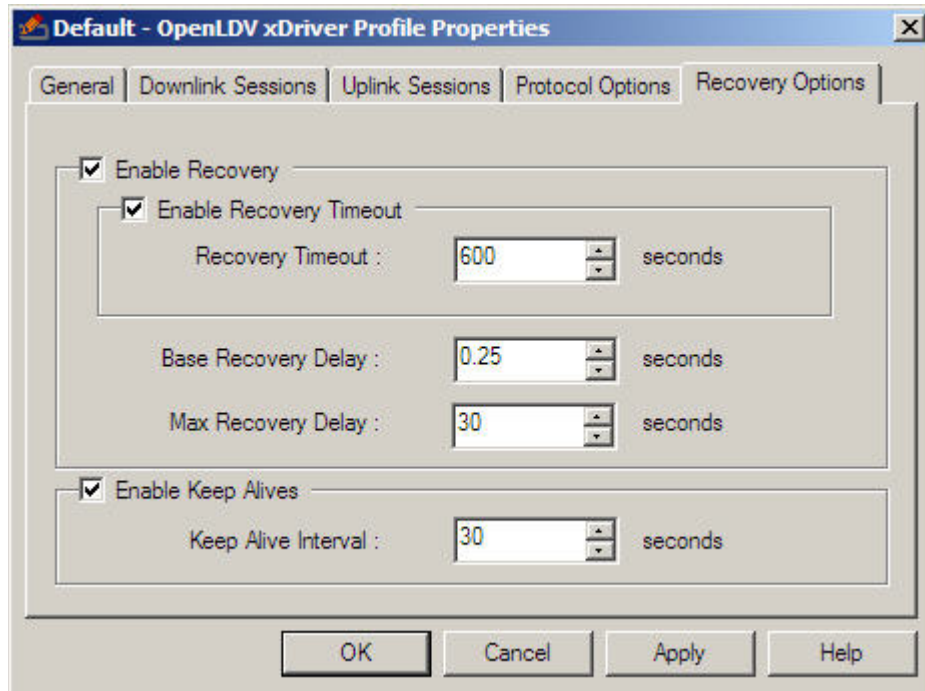 Default - OpenLDV xDriver Profile Properties
General Downlink Sessions Uplink Sessions Protocol Options Recovery Options
Enable Recovery
Enable Recovery Timeout
Recovery Timeout : 600 seconds
Base Recovery Delay : 0.25 seconds
Max Recovery Delay : 30 seconds
Enable Keep Alives
Keep Alive Interval : 30 seconds
OK Cancel Apply Help